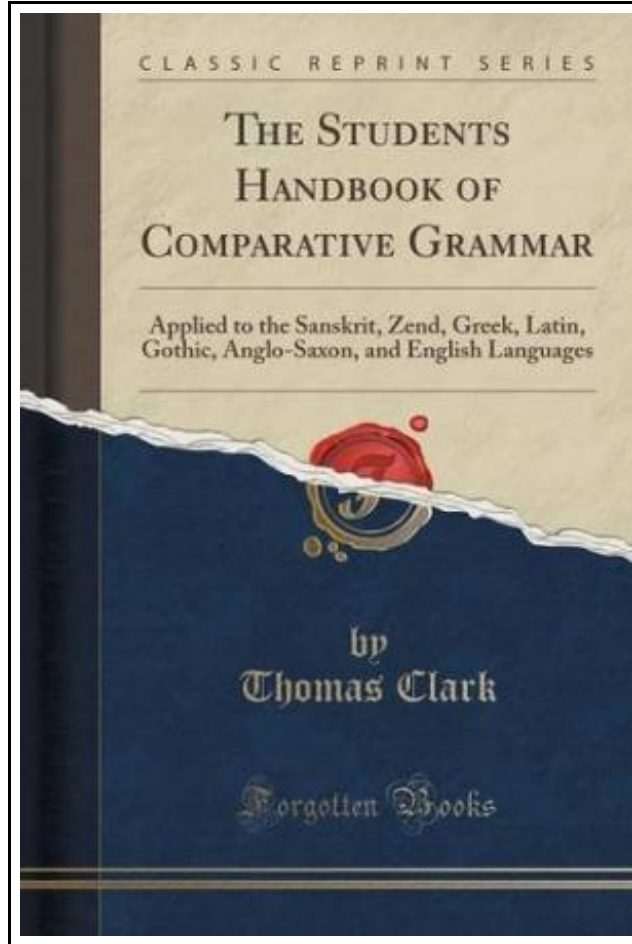 CLASSIC REPRINT SERIES
THE STUDENTS
HANDBOOK OF
COMPARATIVE GRAMMAR
Applied to the Sanskrit, Zend, Greek, Latin,
Gothic, Anglo-Saxon, and English Languages
by
Thomas Clark
Forgotten Books